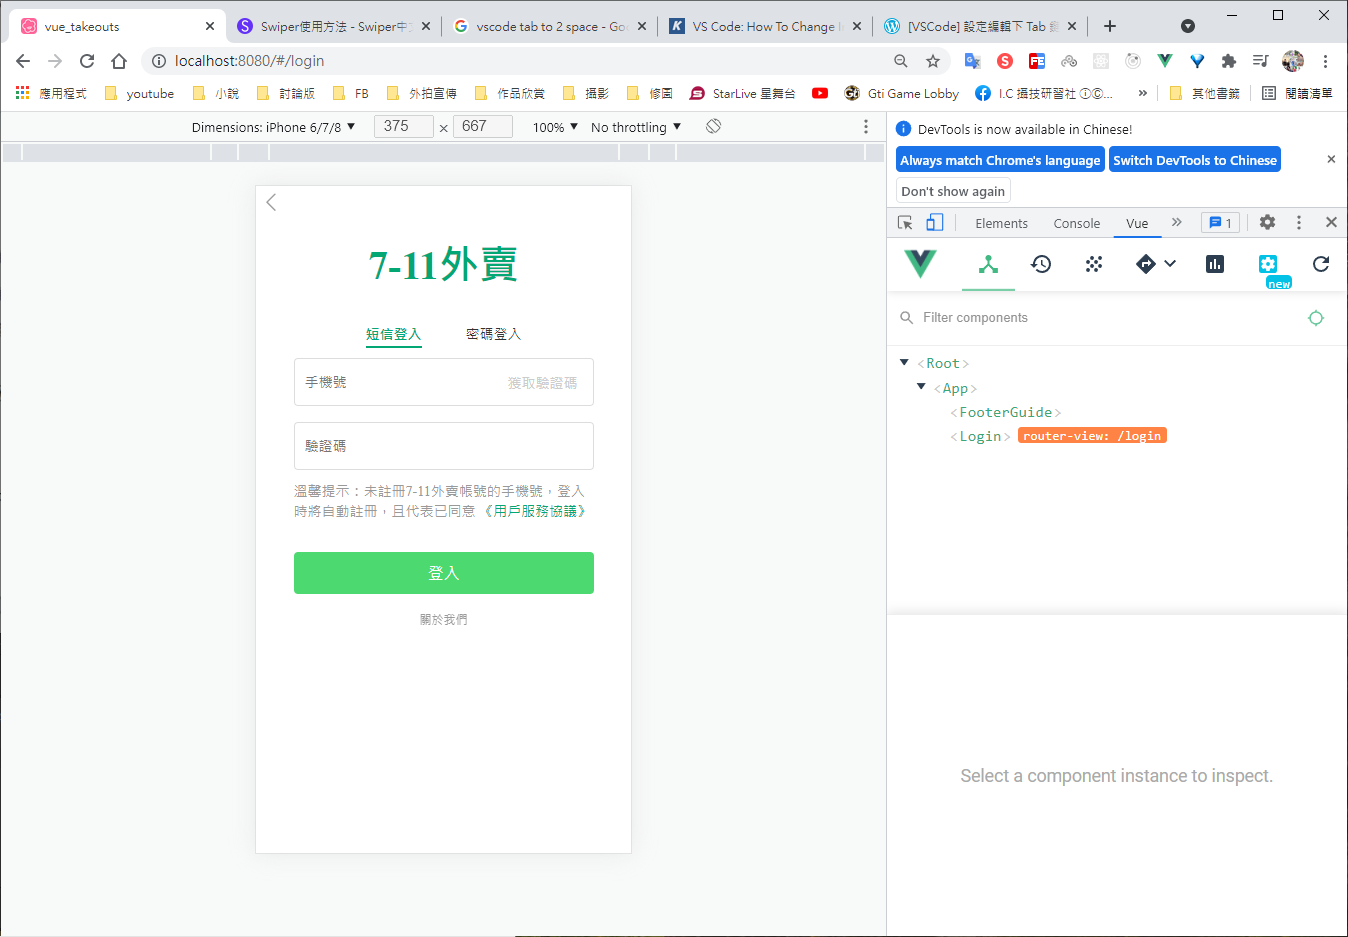 vue_takeouts
Swiper使用方法 - Swiper中
vscode tab to 2 space - Goo
VS Code: How To Change I
[VSCode] 設定編輯下 Tab
localhost:8080/#/login
應用程式
youtube
小說
討論版
FB
外拍宣傳
作品欣賞
攝影
修圖
StarLive 星舞台
Gti Game Lobby
I.C 攝技研習社 ⓘⒸ...
»
其他書籤
閱讀清單
Dimensions: iPhone 6/7/8 ▼ 375 × 667 100% ▼ No throttling ▼
7-11外賣
短信登入 密碼登入
手機號 獲取驗證碼
驗證碼
溫馨提示：未註冊7-11外賣帳號的手機號，登入
時將自動註冊，且代表已同意 《用戶服務協議》
登入
關於我們
DevTools is now available in Chinese!
Always match Chrome's language
Switch DevTools to Chinese
Don't show again
Elements Console Vue » 1
new
Filter components
<Root>
<App>
<FooterGuide>
<Login> router-view: /login
Select a component instance to inspect.